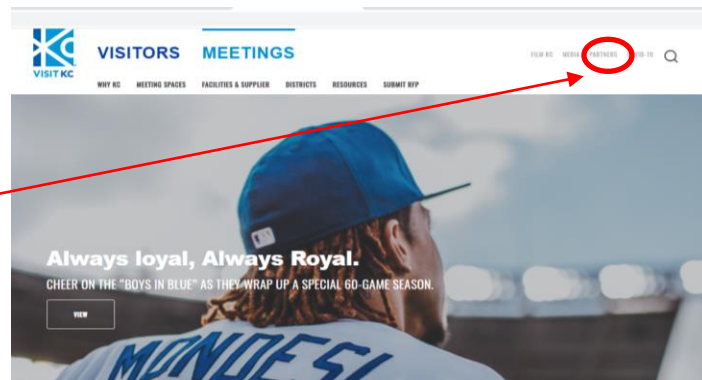 VISIT KC
VISITORS MEETINGS
FILM KC MEDIA PARTNERS COVID-19
WHY KC MEETING SPACES FACILITIES & SUPPLIER DISTRICTS RESOURCES SUBMIT RFP
Always loyal, Always Royal.
CHEER ON THE "BOYS IN BLUE" AS THEY WRAP UP A SPECIAL 60-GAME SEASON.
VIEW
MONDESI